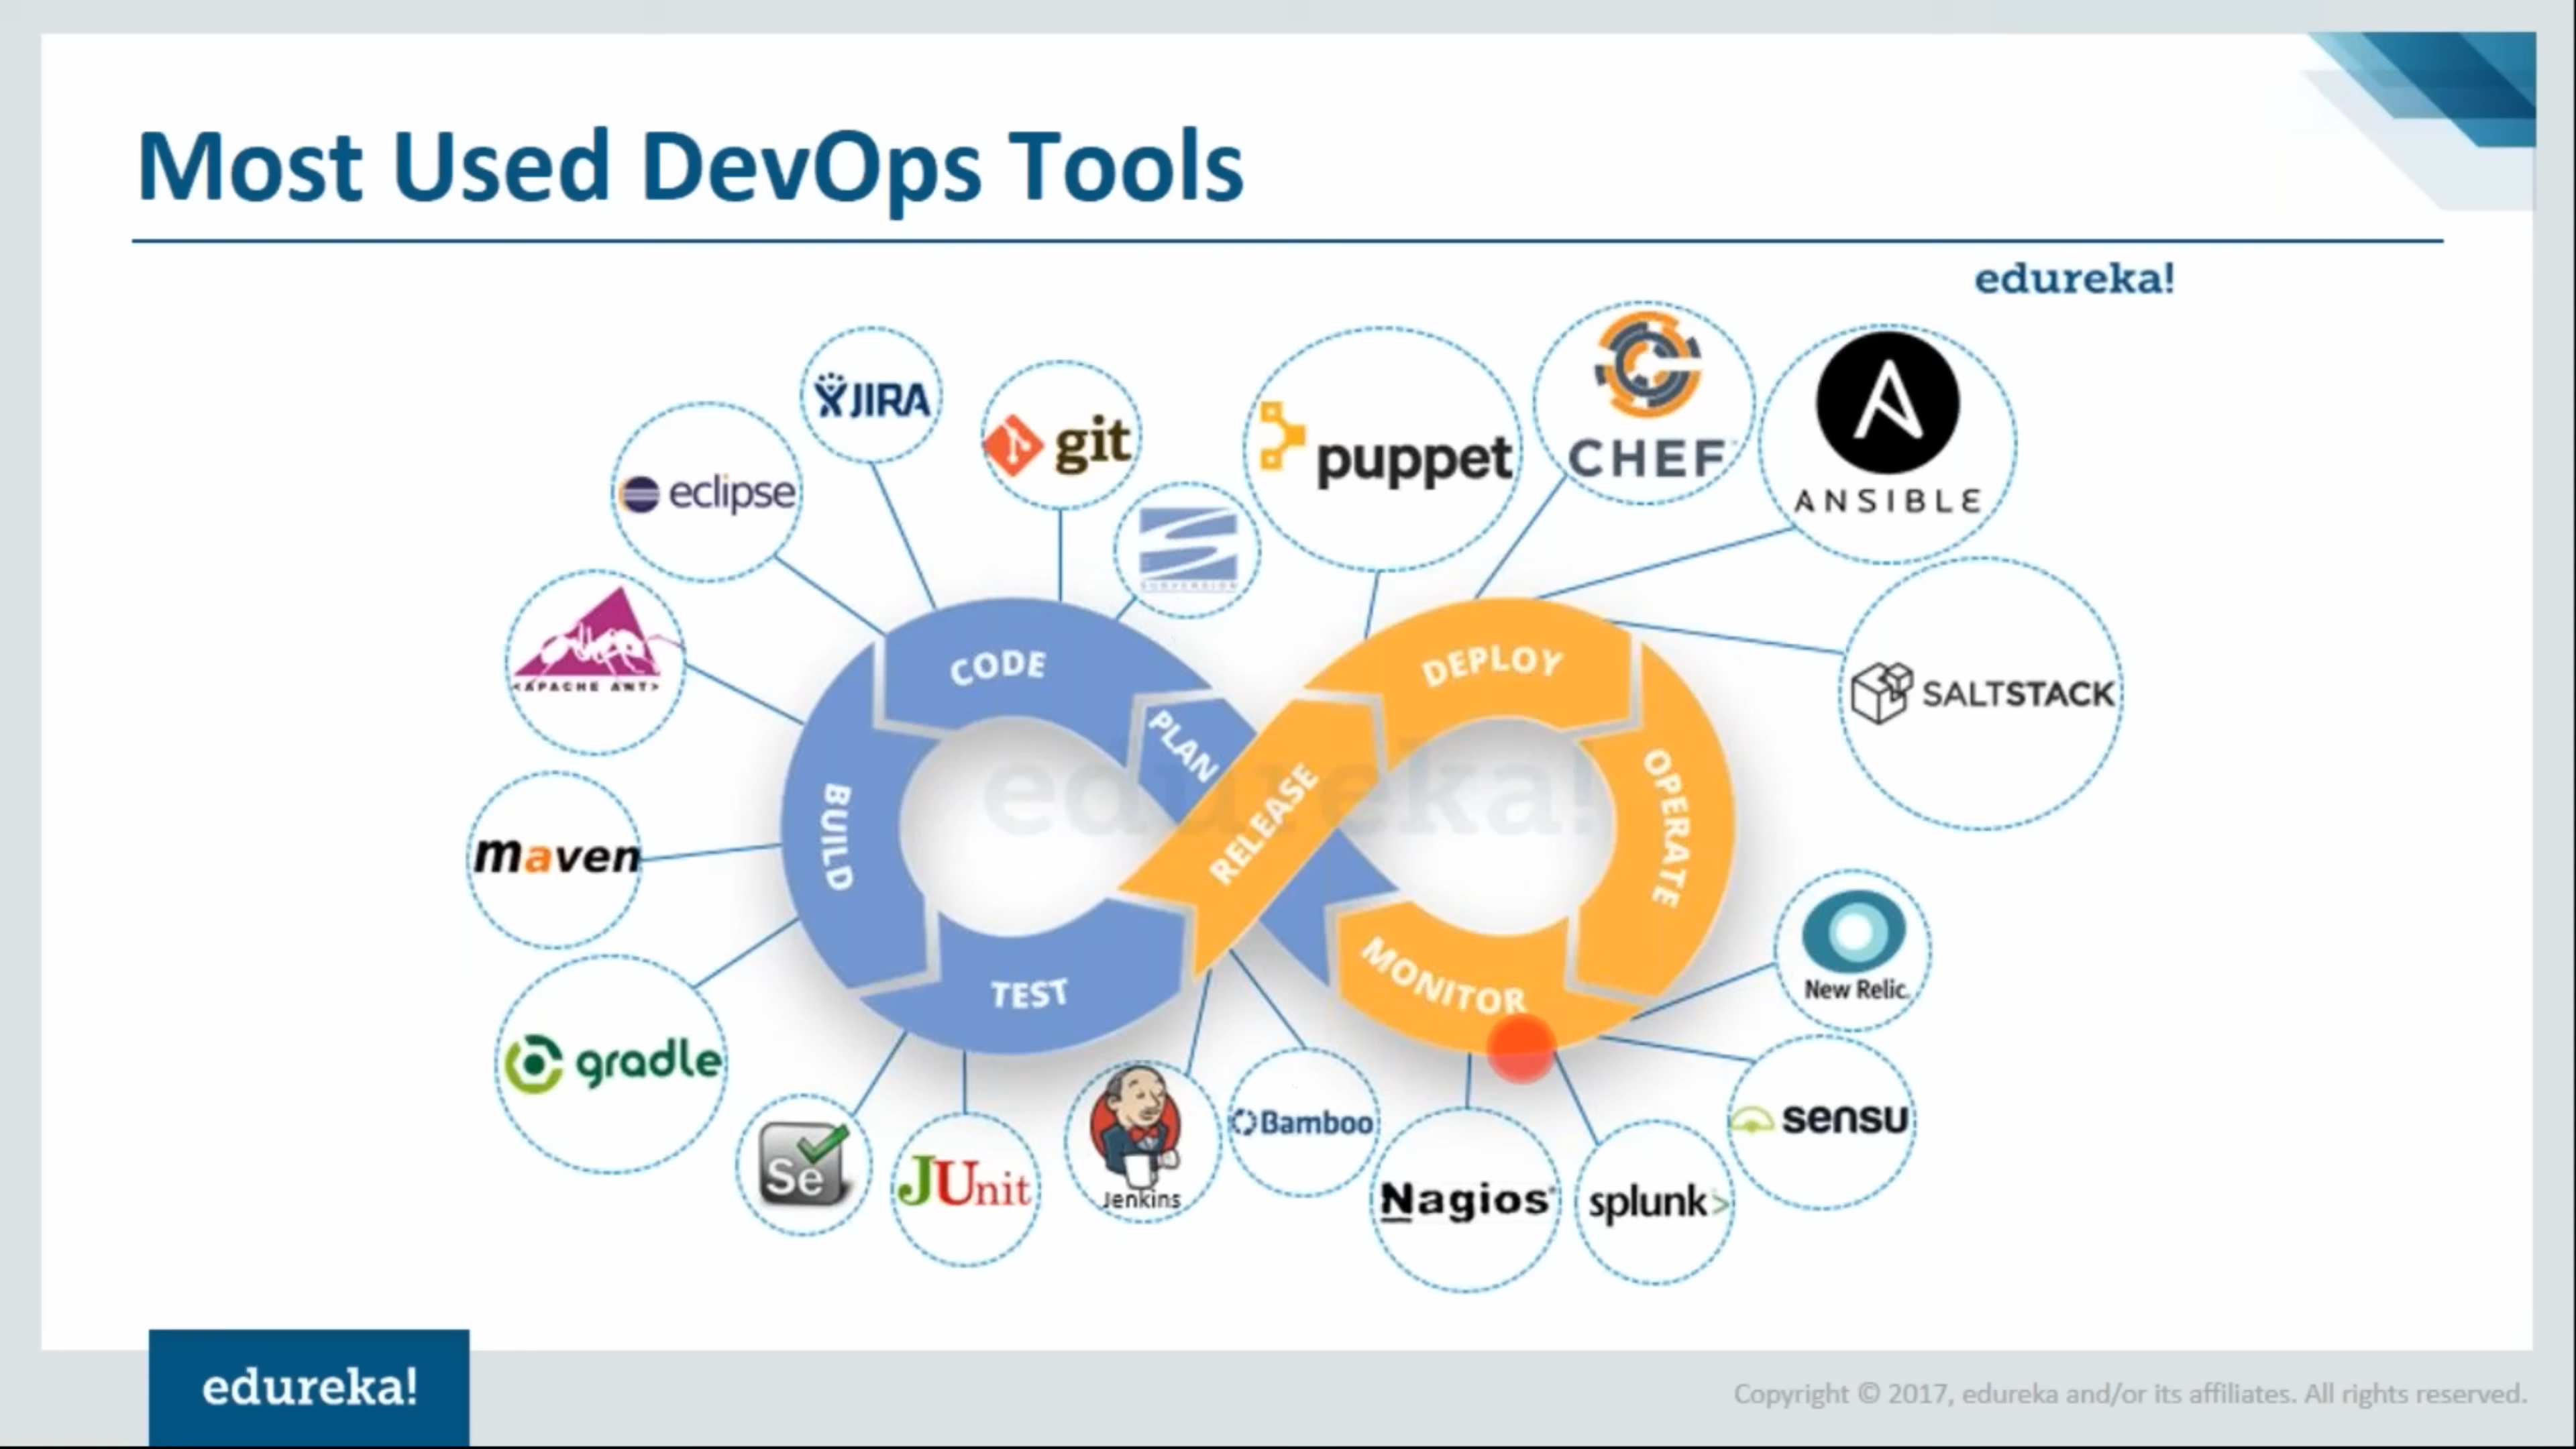 Most Used DevOps Tools
edureka!
JIRA
git
eclipse
SUBVERSION
puppet
CHEF
ANSIBLE
<APACHE ANT>
SALTSTACK
maven
gradle
CODE
PLAN
BUILD
TEST
RELEASE
DEPLOY
OPERATE
MONITOR
edureka!
New Relic.
sensu
Se
JUnit
Jenkins
Bamboo
Nagios
splunk>
edureka!
Copyright © 2017, edureka and/or its affiliates. All rights reserved.